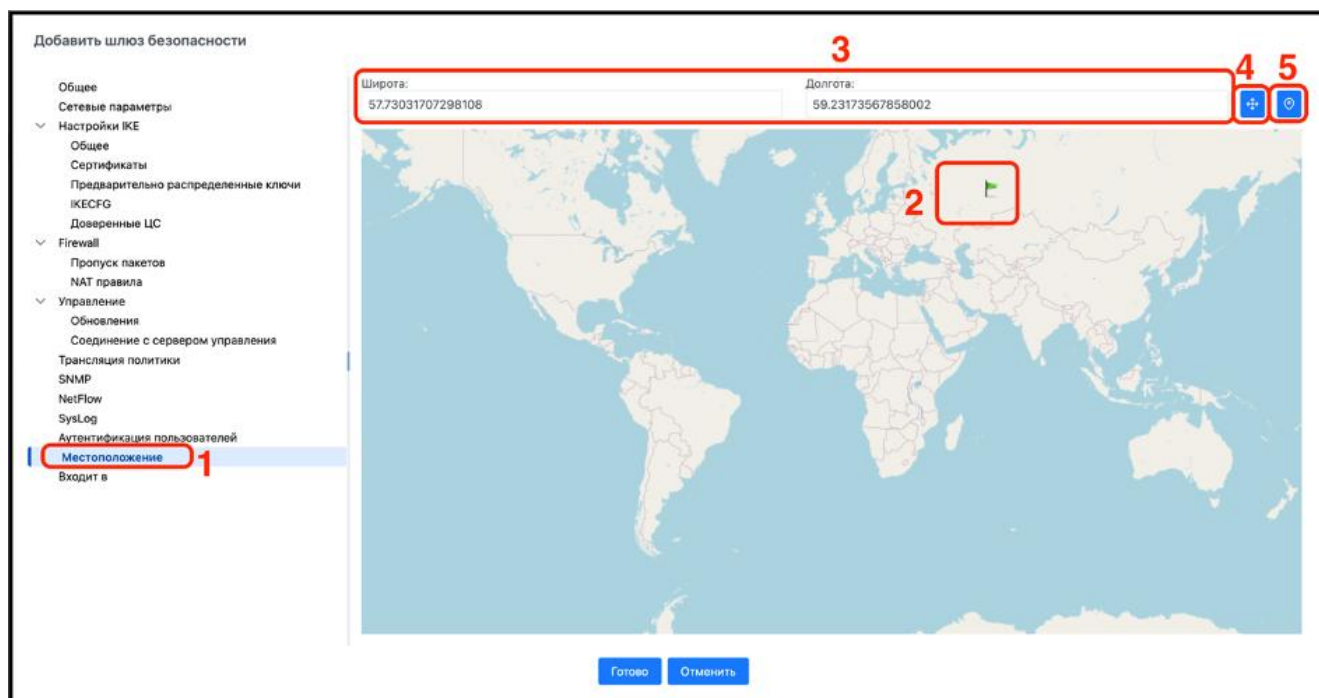 Добавить шлюз безопасности
3
4
5
Широта:
Долгота:
57.73031707298108
59.23173567858002
Общее
Сетевые параметры
Настройки IKE
Общее
Сертификаты
Предварительно распределенные ключи
IKECFG
Доверенные ЦС
Firewall
Пропуск пакетов
NAT правила
Управление
Обновления
Соединение с сервером управления
Трансляция политики
SNMP
NetFlow
SysLog
Аутентификация пользователей
Местоположение
1
Входит в
2
Готово
Отменить